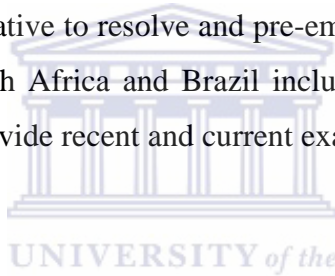 ative to resolve and pre-em
h Africa and Brazil inclu
vide recent and current exa
UNIVERSITY of the